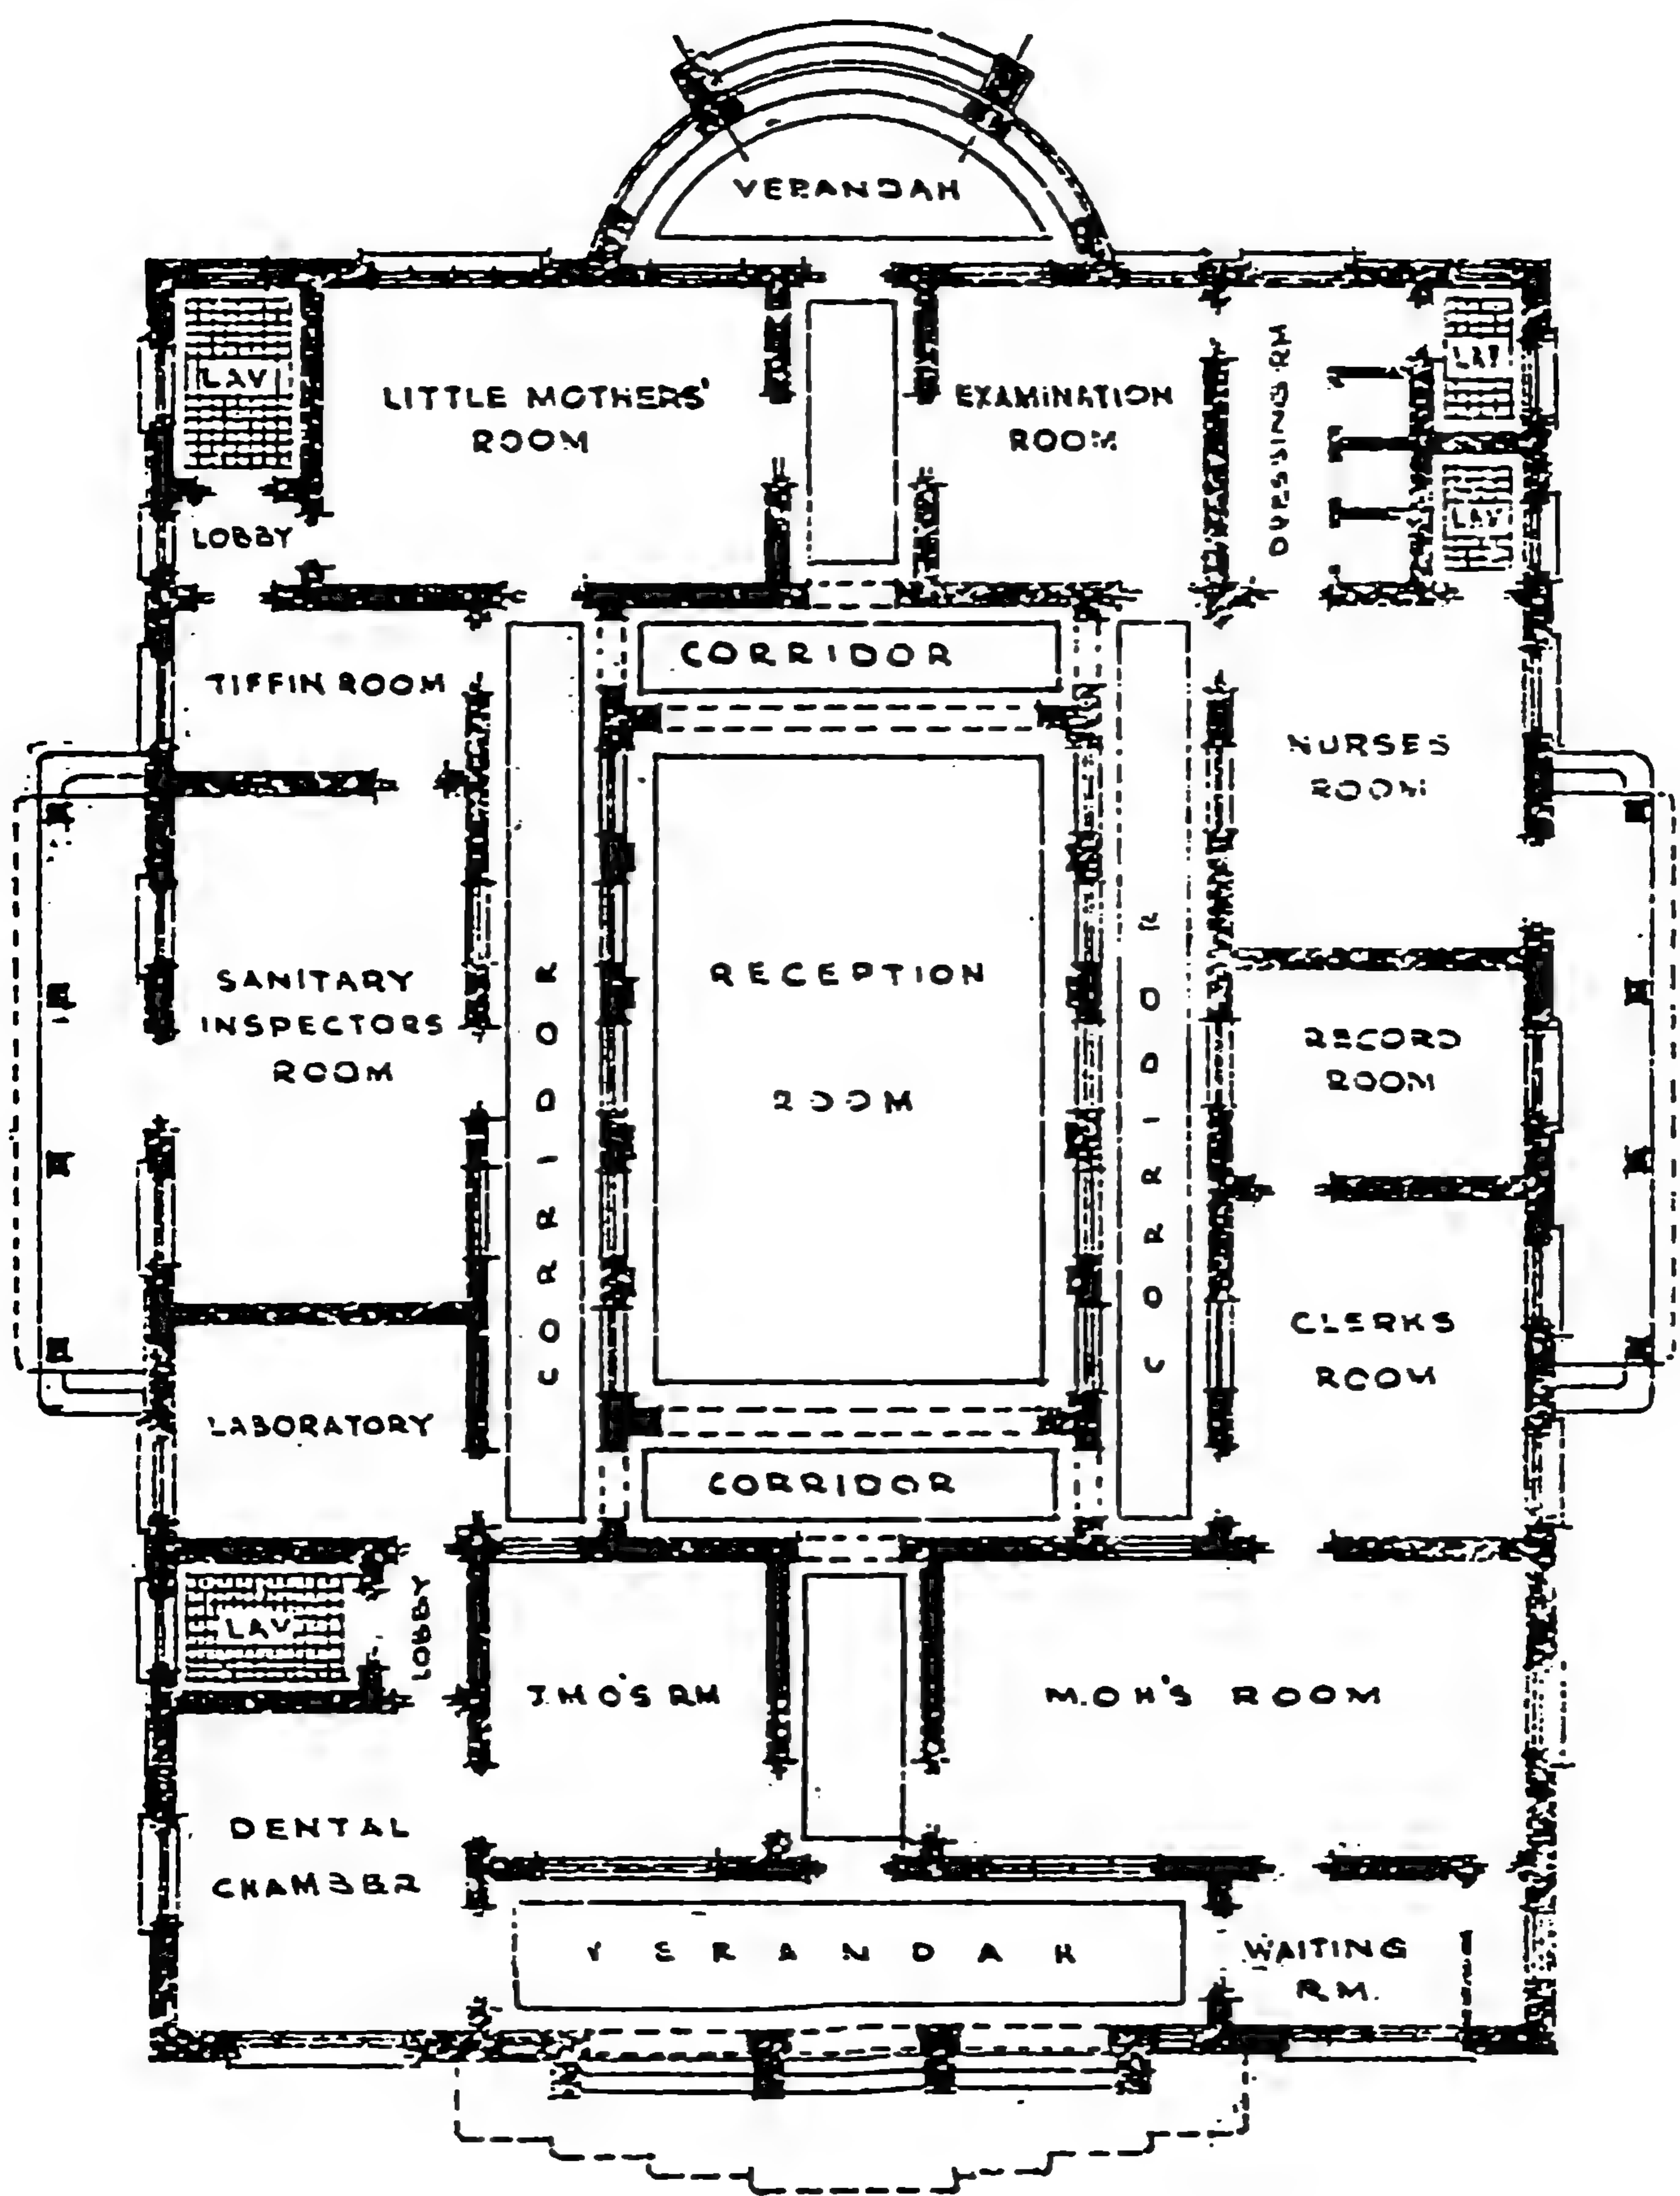 VERANDAH
LAV
LITTLE MOTHERS'
ROOM
EXAMINATION
ROOM
DRESSING RM
LAV
LAV
LOBBY
CORRIDOR
TIFFIN ROOM
NURSES
ROOM
SANITARY
INSPECTORS
ROOM
CORRIDOR
RECEPTION
ROOM
CORRIDOR
RECORD
ROOM
CLERKS
ROOM
LABORATORY
CORRIDOR
LAV
LOBBY
J.M.O'S RM
M.O H'S ROOM
DENTAL
CHAMBER
VERANDAH
WAITING
RM.